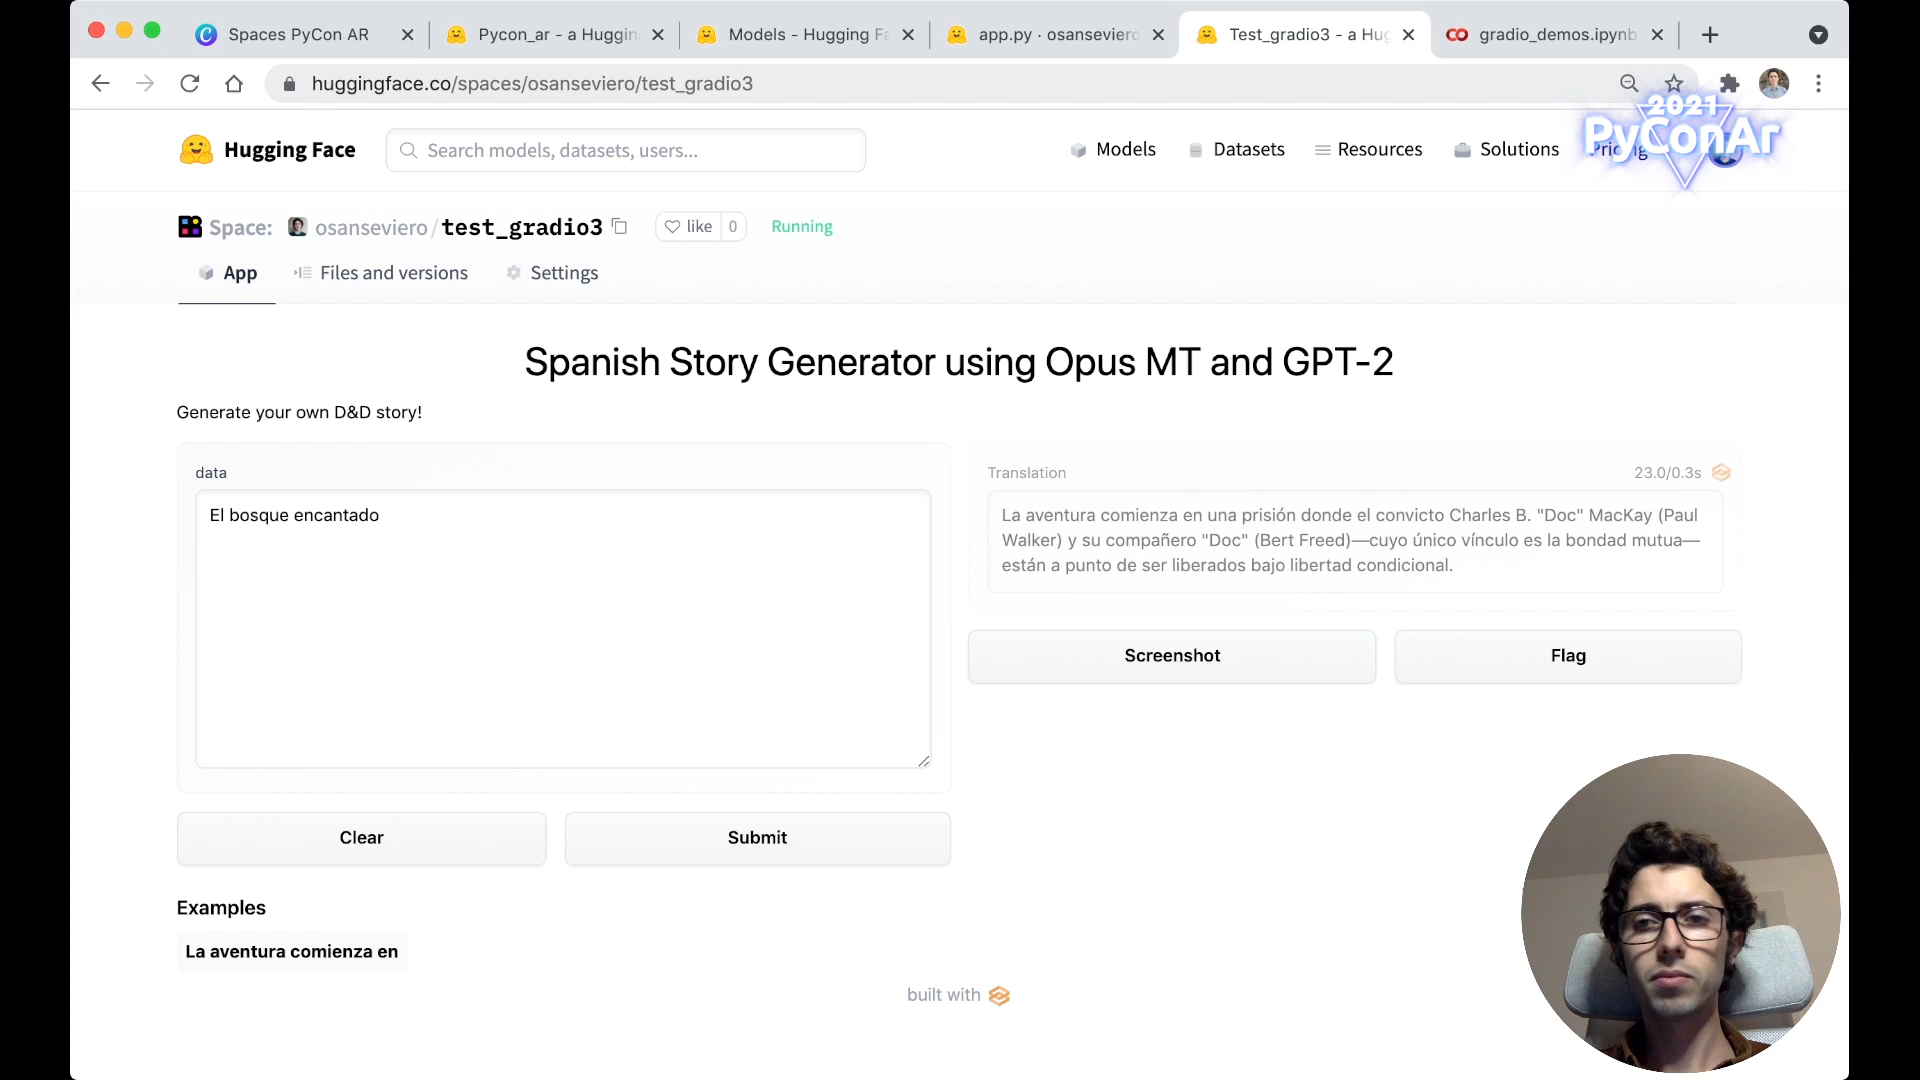 Spaces PyCon AR
Pycon_ar - a Huggin
Models - Hugging Fa
app.py · osanseviero
Test_gradio3 - a Hug
gradio_demos.ipynb
huggingface.co/spaces/osanseviero/test_gradio3
2021
PyConAr
Hugging Face
Search models, datasets, users...
Models
Datasets
Resources
Solutions
Pricing
Space: osanseviero/test_gradio3
like 0
Running
App
Files and versions
Settings
Spanish Story Generator using Opus MT and GPT-2
Generate your own D&D story!
data
El bosque encantado
Translation
23.0/0.3s
La aventura comienza en una prisión donde el convicto Charles B. "Doc" MacKay (Paul
Walker) y su compañero "Doc" (Bert Freed)—cuyo único vínculo es la bondad mutua—
están a punto de ser liberados bajo libertad condicional.
Screenshot
Flag
Clear
Submit
Examples
La aventura comienza en
built with